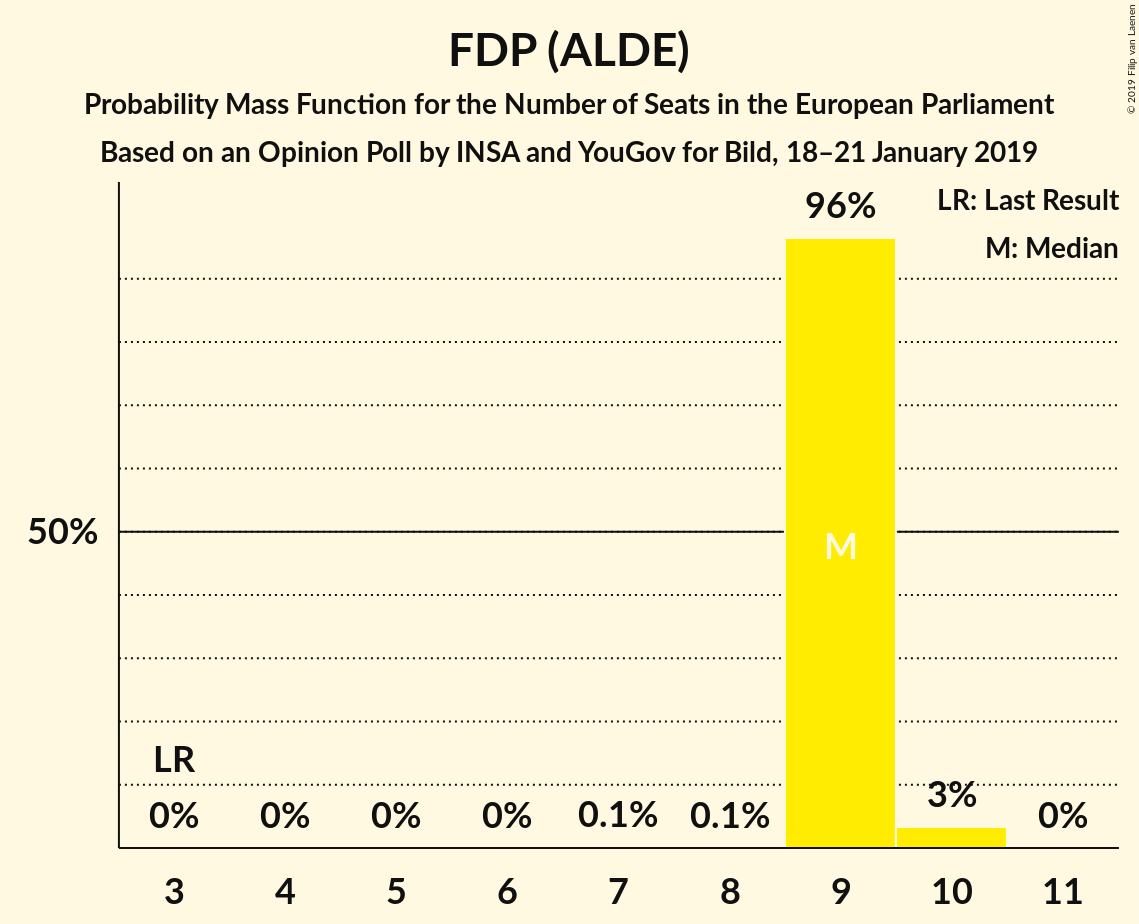 FDP (ALDE)
Probability Mass Function for the Number of Seats in the European Parliament
Based on an Opinion Poll by INSA and YouGov for Bild, 18–21 January 2019
© 2019 Filip van Laenen
LR: Last Result
M: Median
96%
50%
M
LR
0% 0% 0% 0% 0.1% 0.1% 3% 0%
3 4 5 6 7 8 9 10 11